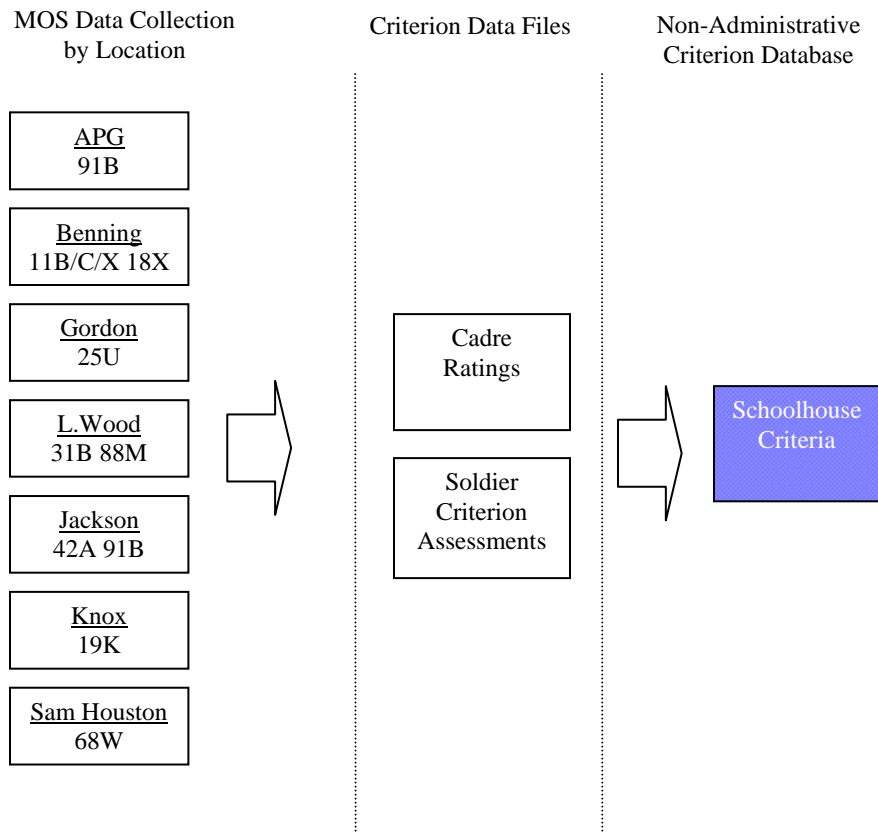 MOS Data Collection
by Location
Criterion Data Files
Non-Administrative
Criterion Database
APG
91B
Benning
11B/C/X 18X
Gordon
25U
L.Wood
31B 88M
Jackson
42A 91B
Knox
19K
Sam Houston
68W
Cadre
Ratings
Soldier
Criterion
Assessments
Schoolhouse
Criteria